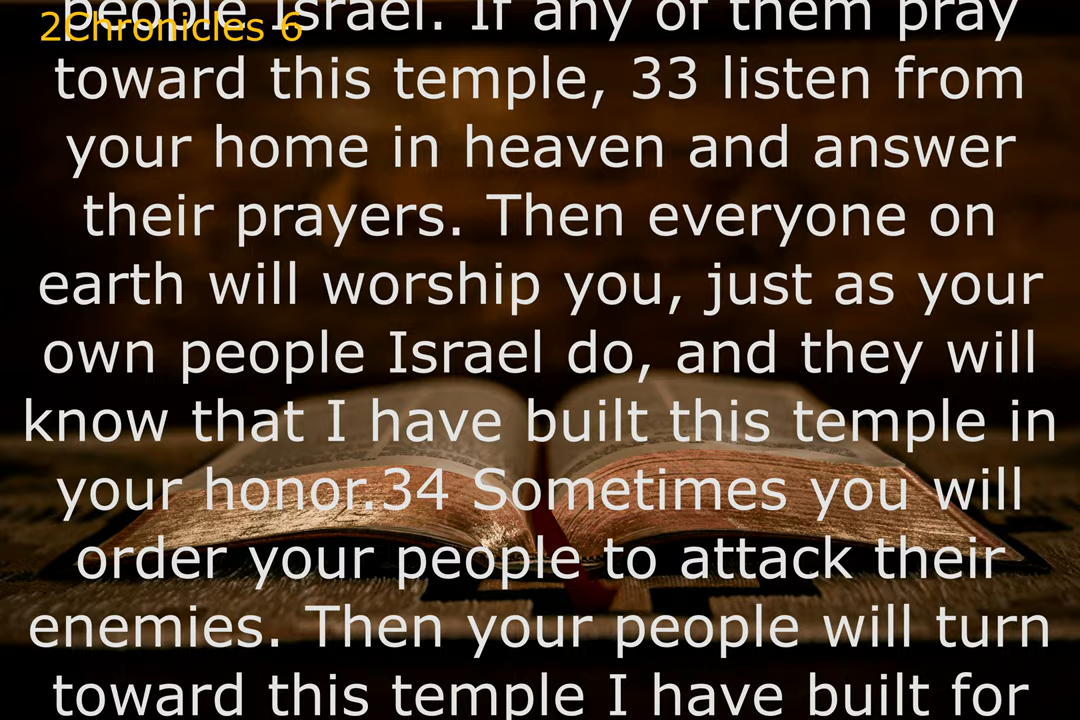 2Chronicles 6
people Israel. If any of them pray
toward this temple, 33 listen from
your home in heaven and answer
their prayers. Then everyone on
earth will worship you, just as your
own people Israel do, and they will
know that I have built this temple in
your honor.34 Sometimes you will
order your people to attack their
enemies. Then your people will turn
toward this temple I have built for